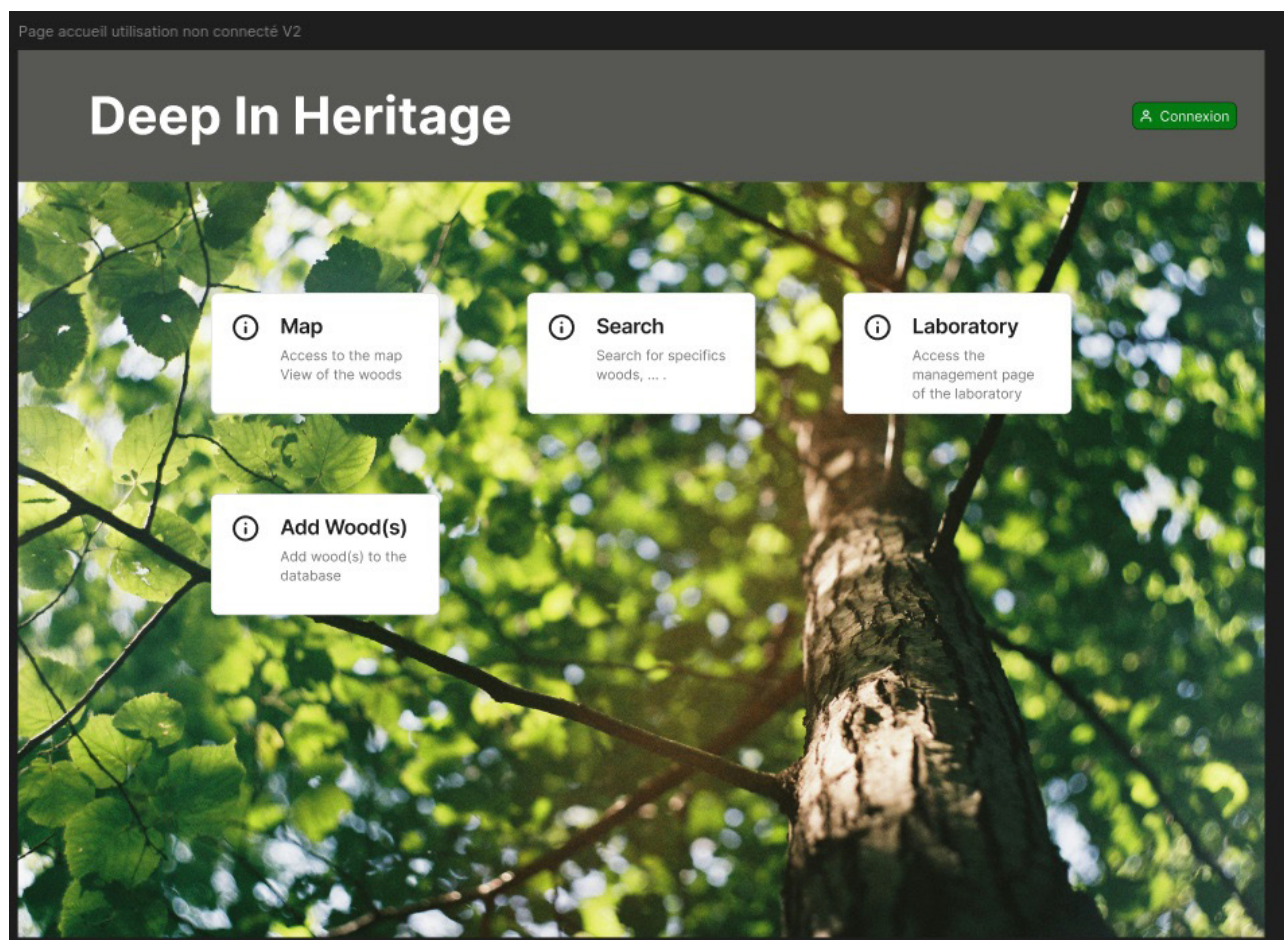 Page accueil utilisation non connecté V2
Deep In Heritage
Connexion
Map
Access to the map
View of the woods
Search
Search for specifics
woods, ... .
Laboratory
Access the
management page
of the laboratory
Add Wood(s)
Add wood(s) to the
database